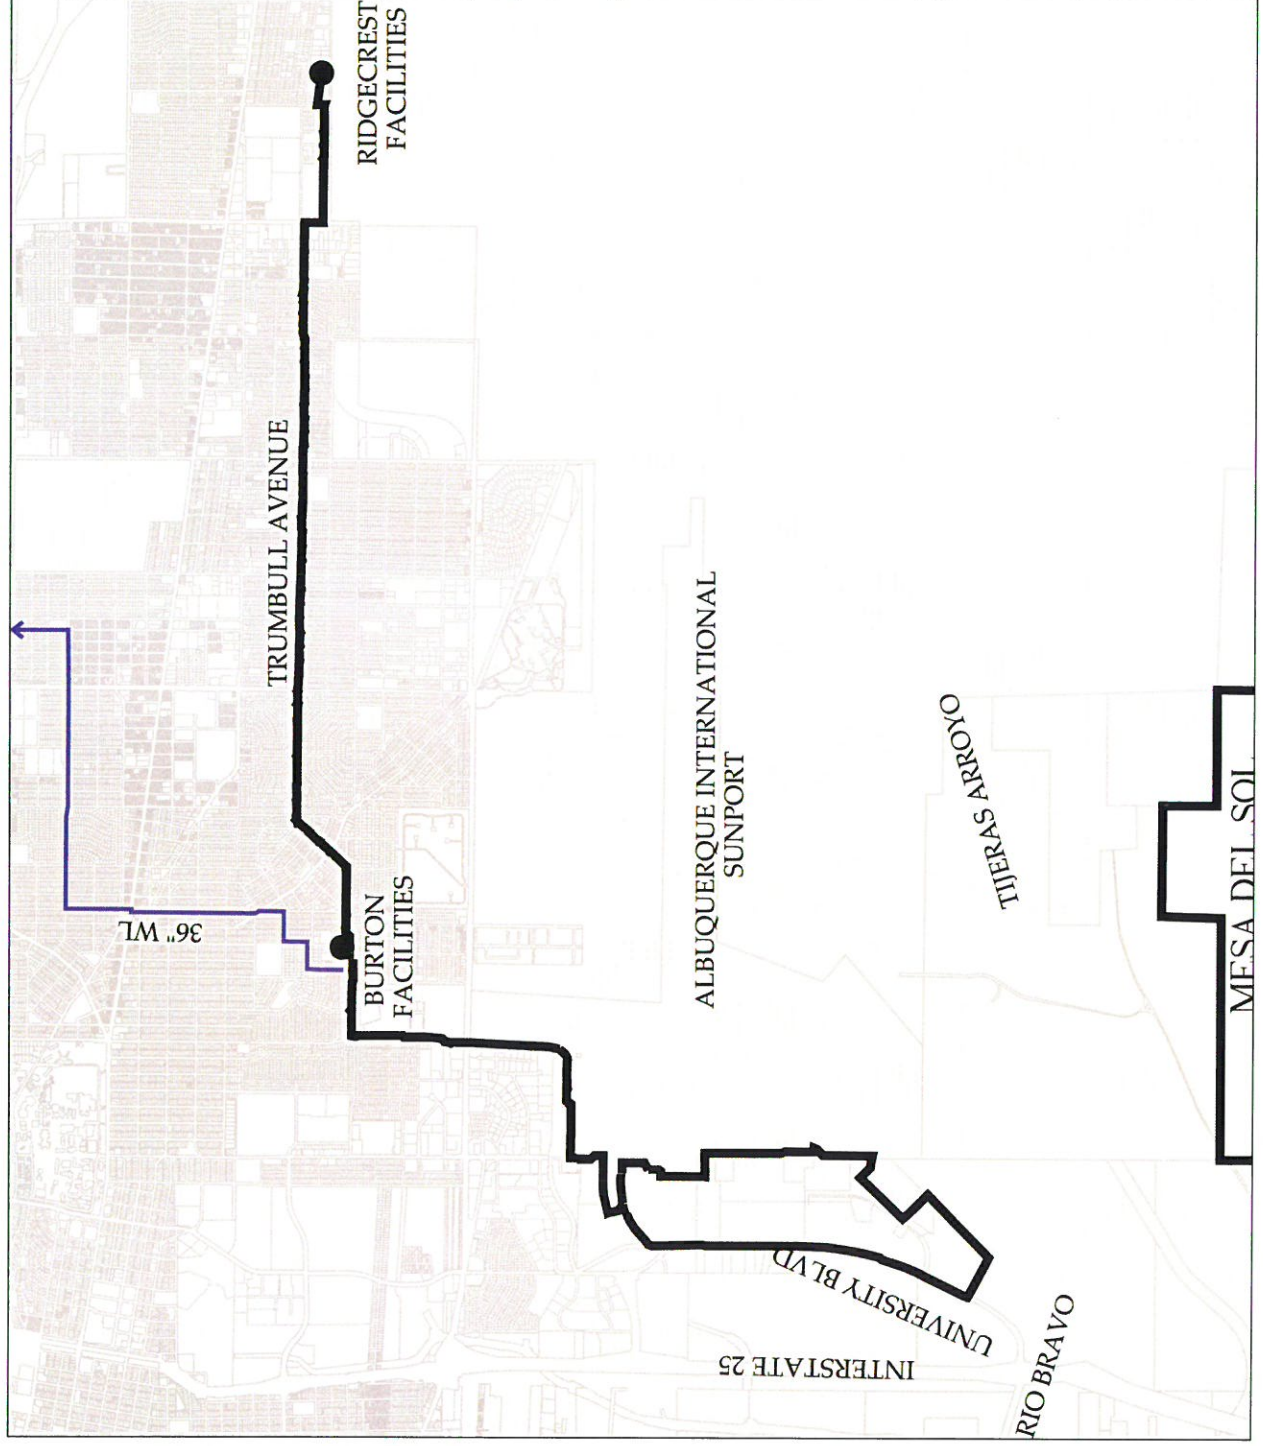 RIDGECREST
FACILITIES
TRUMBULL AVENUE
36" WL
BURTON
FACILITIES
ALBUQUERQUE INTERNATIONAL
SUNPORT
TIJERAS ARROYO
MESA DEL SOL
UNIVERSITY BLVD
INTERSTATE 25
RIO BRAVO